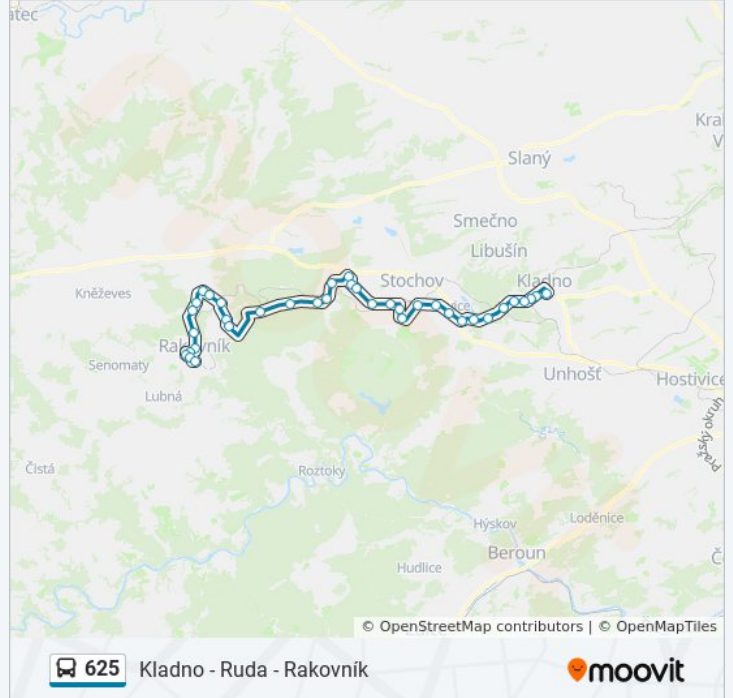 atec
Kra
V
Slaný
Smečno
Libušín
Stochov
Kladno
Kněževes
ice
Rakovník
Senomaty
Unhošť
Hostivice
Lubná
Pražský okruh
Čistá
Roztoky
Hýskov
Loděnice
Beroun
Č
Hudlice
© OpenStreetMap contributors | © OpenMapTiles
625 Kladno - Ruda - Rakovník
moovit